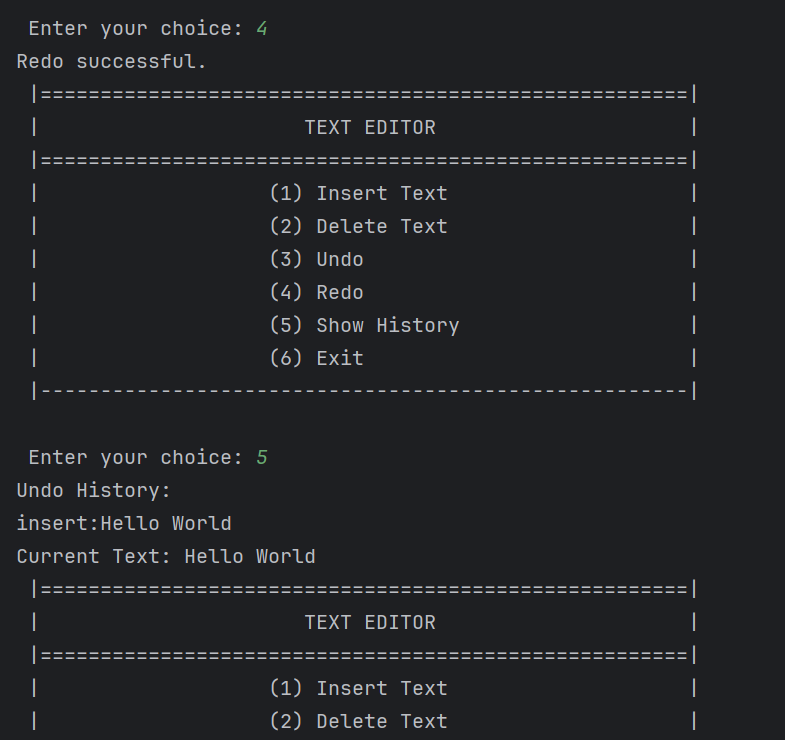 Enter your choice: 4
Redo successful.
|======================================================|
|                      TEXT EDITOR                     |
|======================================================|
|                   (1) Insert Text                    |
|                   (2) Delete Text                    |
|                   (3) Undo                           |
|                   (4) Redo                           |
|                   (5) Show History                   |
|                   (6) Exit                           |
|------------------------------------------------------|
Enter your choice: 5
Undo History:
insert:Hello World
Current Text: Hello World
|======================================================|
|                      TEXT EDITOR                     |
|======================================================|
|                   (1) Insert Text                    |
|                   (2) Delete Text                    |